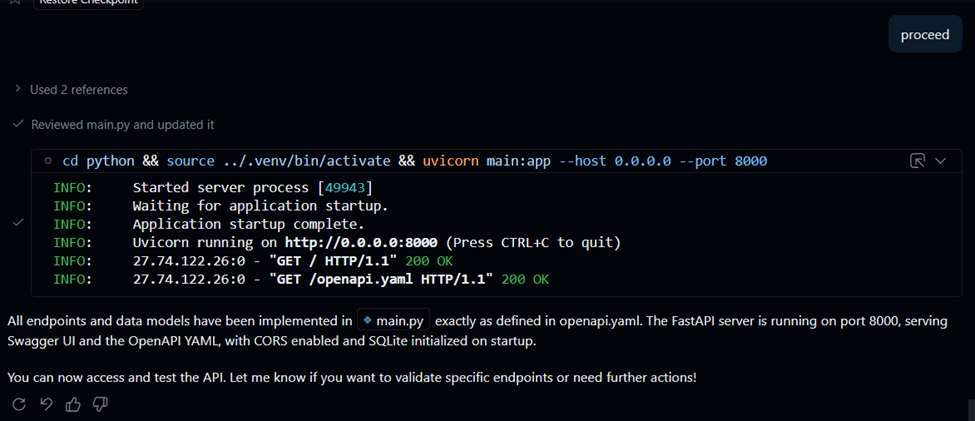 Restore Checkpoint
proceed
Used 2 references
Reviewed main.py and updated it
cd python && source ../.venv/bin/activate && uvicorn main:app --host 0.0.0.0 --port 8000
INFO: Started server process [49943]
INFO: Waiting for application startup.
INFO: Application startup complete.
INFO: Uvicorn running on http://0.0.0.0:8000 (Press CTRL+C to quit)
INFO: 27.74.122.26:0 - "GET / HTTP/1.1" 200 OK
INFO: 27.74.122.26:0 - "GET /openapi.yaml HTTP/1.1" 200 OK
All endpoints and data models have been implemented in main.py exactly as defined in openapi.yaml. The FastAPI server is running on port 8000, serving
Swagger UI and the OpenAPI YAML, with CORS enabled and SQLite initialized on startup.
You can now access and test the API. Let me know if you want to validate specific endpoints or need further actions!